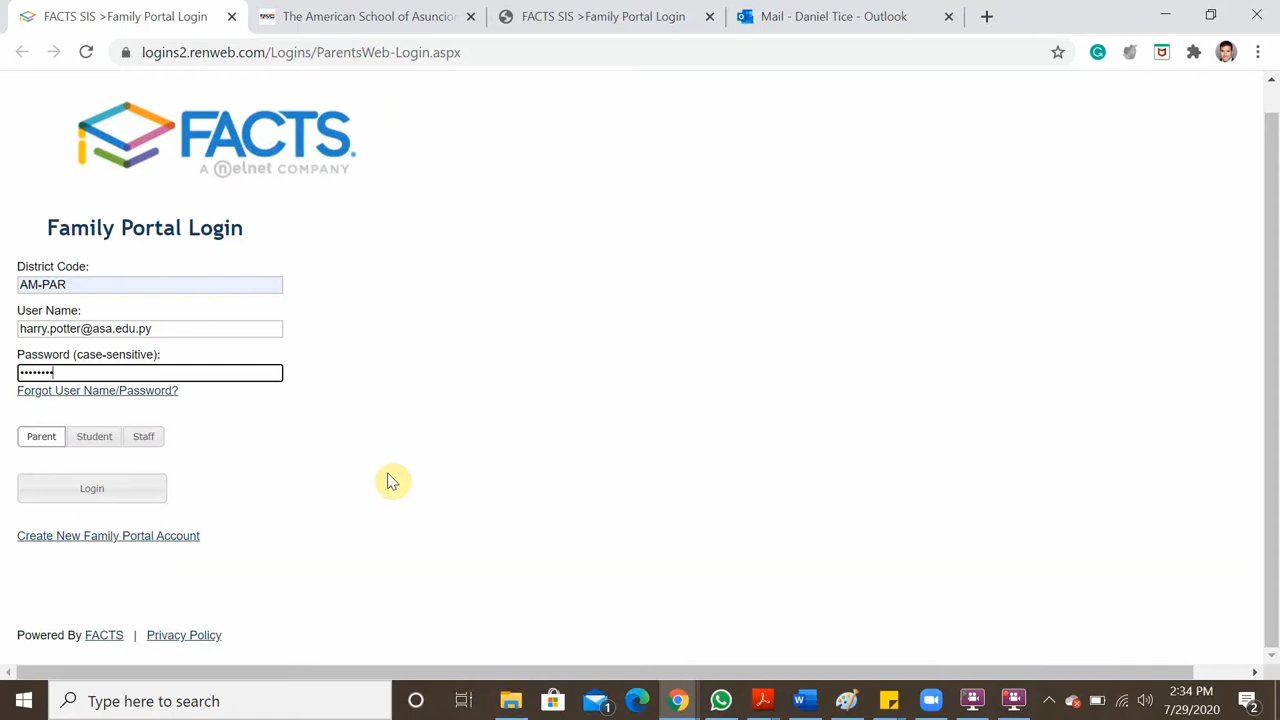 FACTS SIS >Family Portal Login
The American School of Asuncio
FACTS SIS >Family Portal Login
Mail - Daniel Tice - Outlook
logins2.renweb.com/Logins/ParentsWeb-Login.aspx
FACTS
A nelnet COMPANY
Family Portal Login
District Code:
AM-PAR
User Name:
harry.potter@asa.edu.py
Password (case-sensitive):
••••••••
Forgot User Name/Password?
Parent Student Staff
Login
Create New Family Portal Account
Powered By FACTS | Privacy Policy
Type here to search
1
2:34 PM
7/29/2020
2